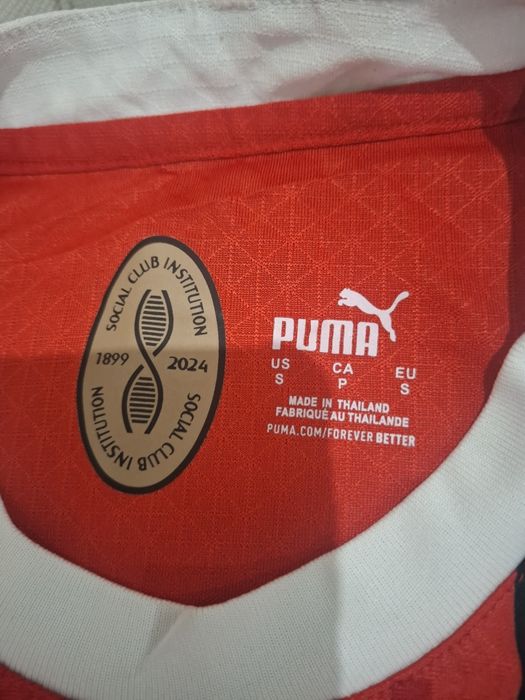 SOCIAL CLUB INSTITUTION
1899 2024
SOCIAL CLUB INSTITUTION
PUMA
US CA EU
S P S
MADE IN THAILAND
FABRIQUÉ AU THAILANDE
PUMA.COM/FOREVER BETTER